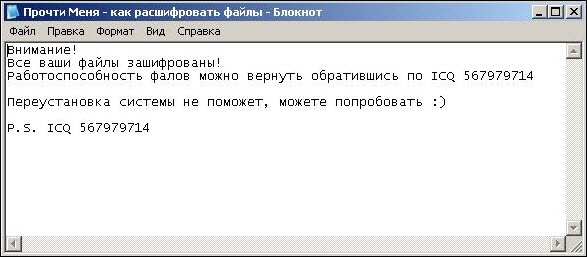 Прочти Меня - как расшифровать файлы - Блокнот
Файл Правка Формат Вид Справка
Внимание!
Все ваши файлы зашифрованы!
Работоспособность фалов можно вернуть обратившись по ICQ 567979714
Переустановка системы не поможет, можете попробовать :)
P.S. ICQ 567979714